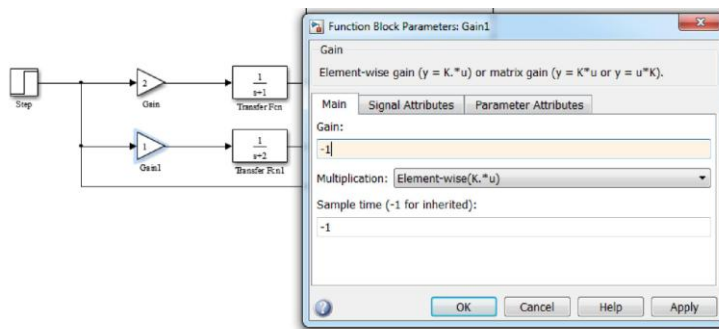 Step
2
Gain
1
s+1
Transfer Fcn
1
Gain1
1
s+2
Transfer Fcn1
Function Block Parameters: Gain1
Gain
Element-wise gain (y = K.*u) or matrix gain (y = K*u or y = u*K).
Main Signal Attributes Parameter Attributes
Gain:
-1
Multiplication: Element-wise(K.*u)
Sample time (-1 for inherited):
-1
OK Cancel Help Apply